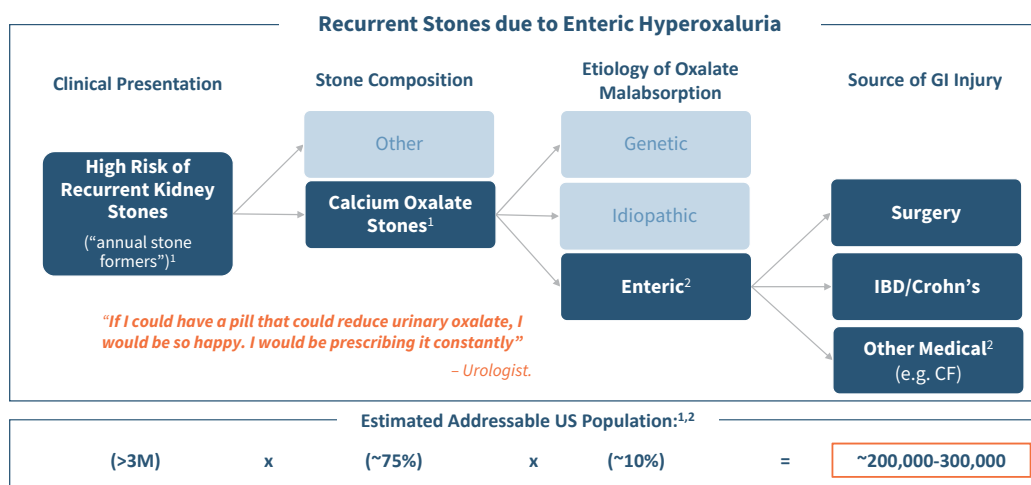 Recurrent Stones due to Enteric Hyperoxaluria
Clinical Presentation
Stone Composition
Etiology of Oxalate
Malabsorption
Source of GI Injury
High Risk of
Recurrent Kidney
Stones
(“annual stone
formers”)1
Other
Calcium Oxalate
Stones1
Genetic
Idiopathic
Enteric2
Surgery
IBD/Crohn’s
Other Medical2
(e.g. CF)
“If I could have a pill that could reduce urinary oxalate, I
would be so happy. I would be prescribing it constantly”
– Urologist.
Estimated Addressable US Population:1,2
(>3M) x (~75%) x (~10%) = ~200,000-300,000